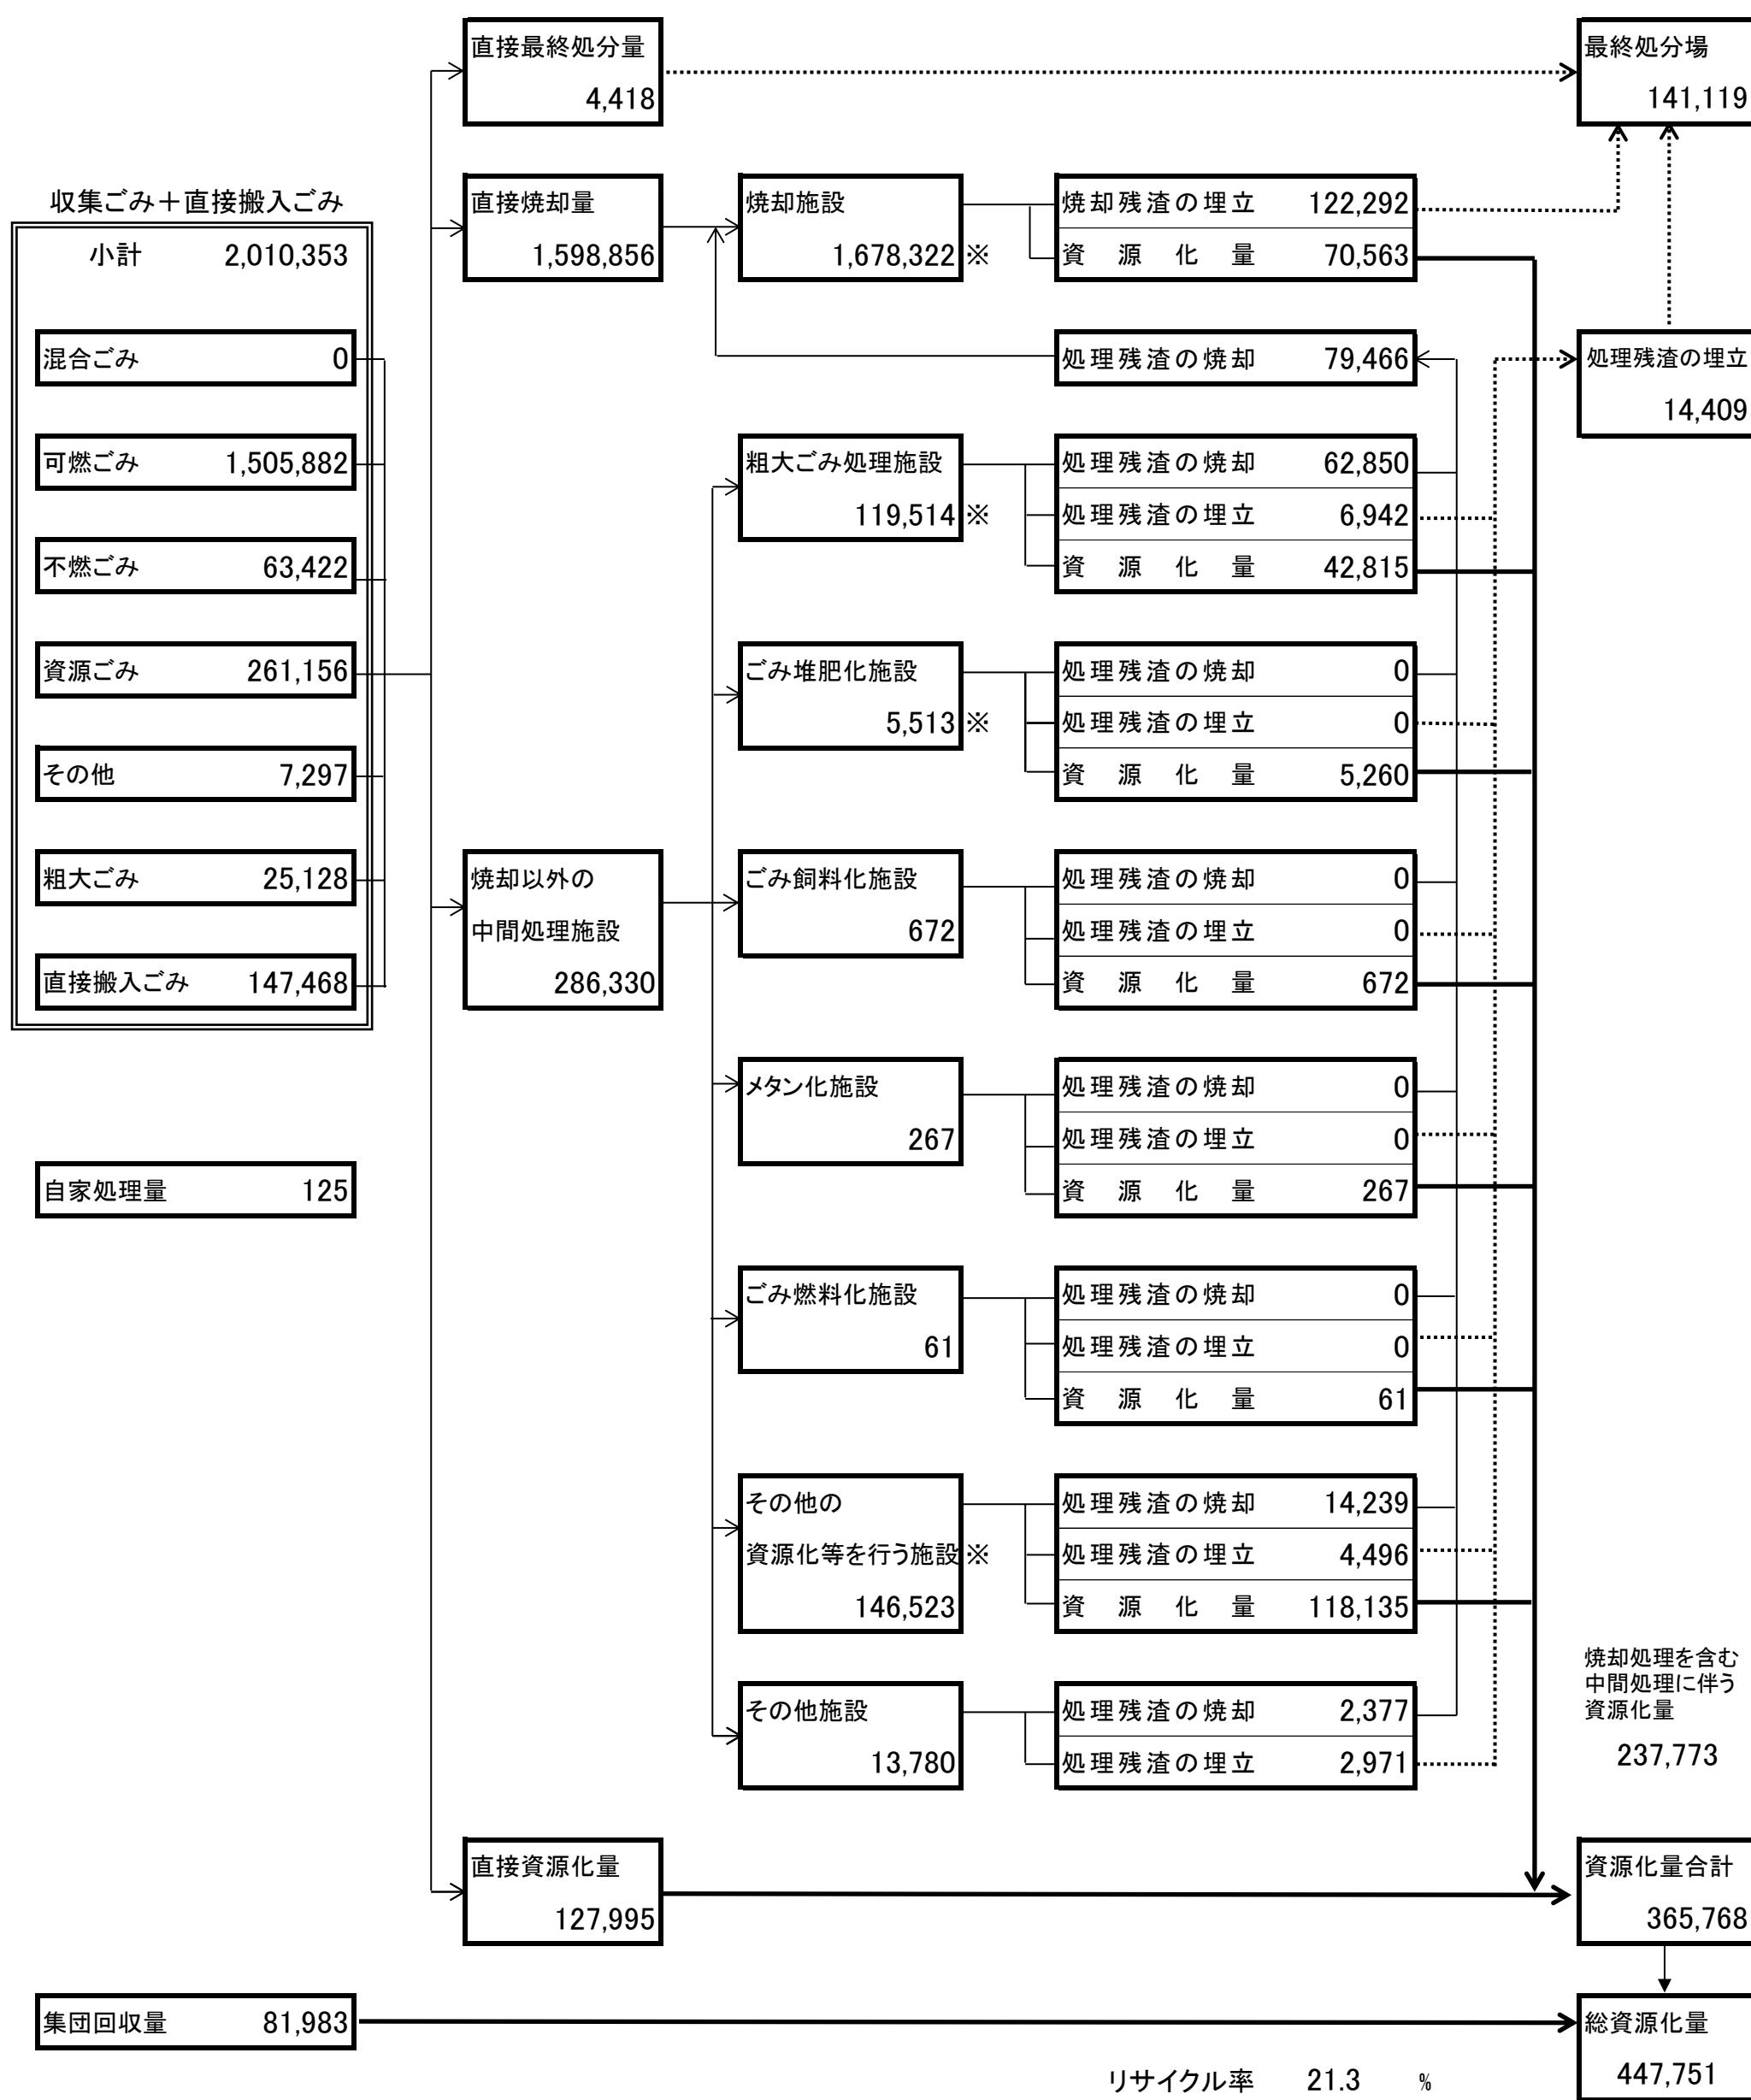 直接最終処分量
4,418
最終処分場
141,119
収集ごみ＋直接搬入ごみ
小計 2,010,353
混合ごみ 0
可燃ごみ 1,505,882
不燃ごみ 63,422
資源ごみ 261,156
その他 7,297
粗大ごみ 25,128
直接搬入ごみ 147,468
自家処理量 125
直接焼却量
1,598,856
焼却施設
1,678,322 ※
焼却残渣の埋立 122,292
資源化量 70,563
処理残渣の焼却 79,466
処理残渣の埋立
14,409
粗大ごみ処理施設
119,514 ※
処理残渣の焼却 62,850
処理残渣の埋立 6,942
資源化量 42,815
ごみ堆肥化施設
5,513 ※
処理残渣の焼却 0
処理残渣の埋立 0
資源化量 5,260
焼却以外の
中間処理施設
286,330
ごみ飼料化施設
672
処理残渣の焼却 0
処理残渣の埋立 0
資源化量 672
メタン化施設
267
処理残渣の焼却 0
処理残渣の埋立 0
資源化量 267
ごみ燃料化施設
61
処理残渣の焼却 0
処理残渣の埋立 0
資源化量 61
その他の
資源化等を行う施設 ※
146,523
処理残渣の焼却 14,239
処理残渣の埋立 4,496
資源化量 118,135
その他施設
13,780
処理残渣の焼却 2,377
処理残渣の埋立 2,971
焼却処理を含む
中間処理に伴う
資源化量
237,773
直接資源化量
127,995
資源化量合計
365,768
集団回収量 81,983
総資源化量
447,751
リサイクル率 21.3 %